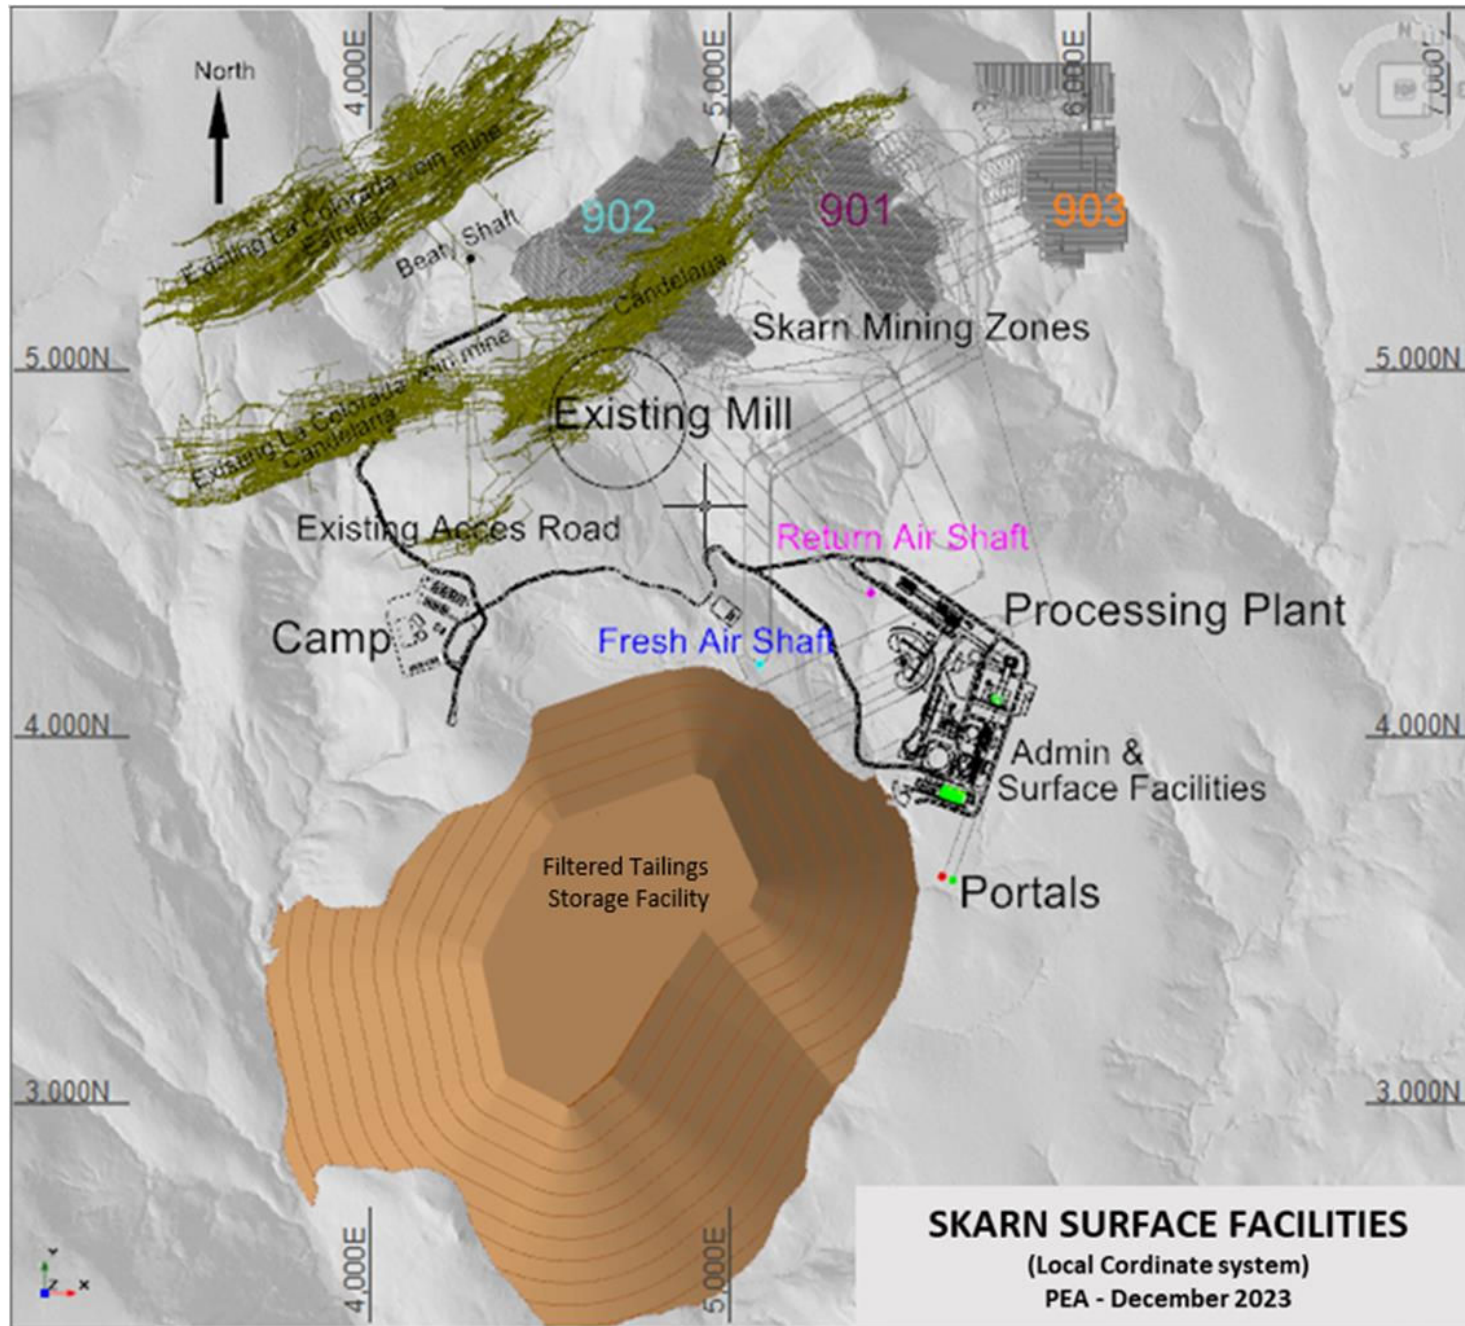 4,000E
5,000E
6,000E
7,000
North
N
S
Existing La Colorada vein mine
Estrella
Beary Shaft
902
901
903
Candelaria
Skarn Mining Zones
5,000N
5,000N
Existing La Colorada vein mine
Candelaria
Existing Mill
Existing Acces Road
Return Air Shaft
Processing Plant
Camp
Fresh Air Shaft
4,000N
4,000N
Admin &
Surface Facilities
Filtered Tailings
Storage Facility
Portals
3,000N
3,000N
4,000E
5,000E
SKARN SURFACE FACILITIES
(Local Cordinate system)
PEA - December 2023
Y
Z
X